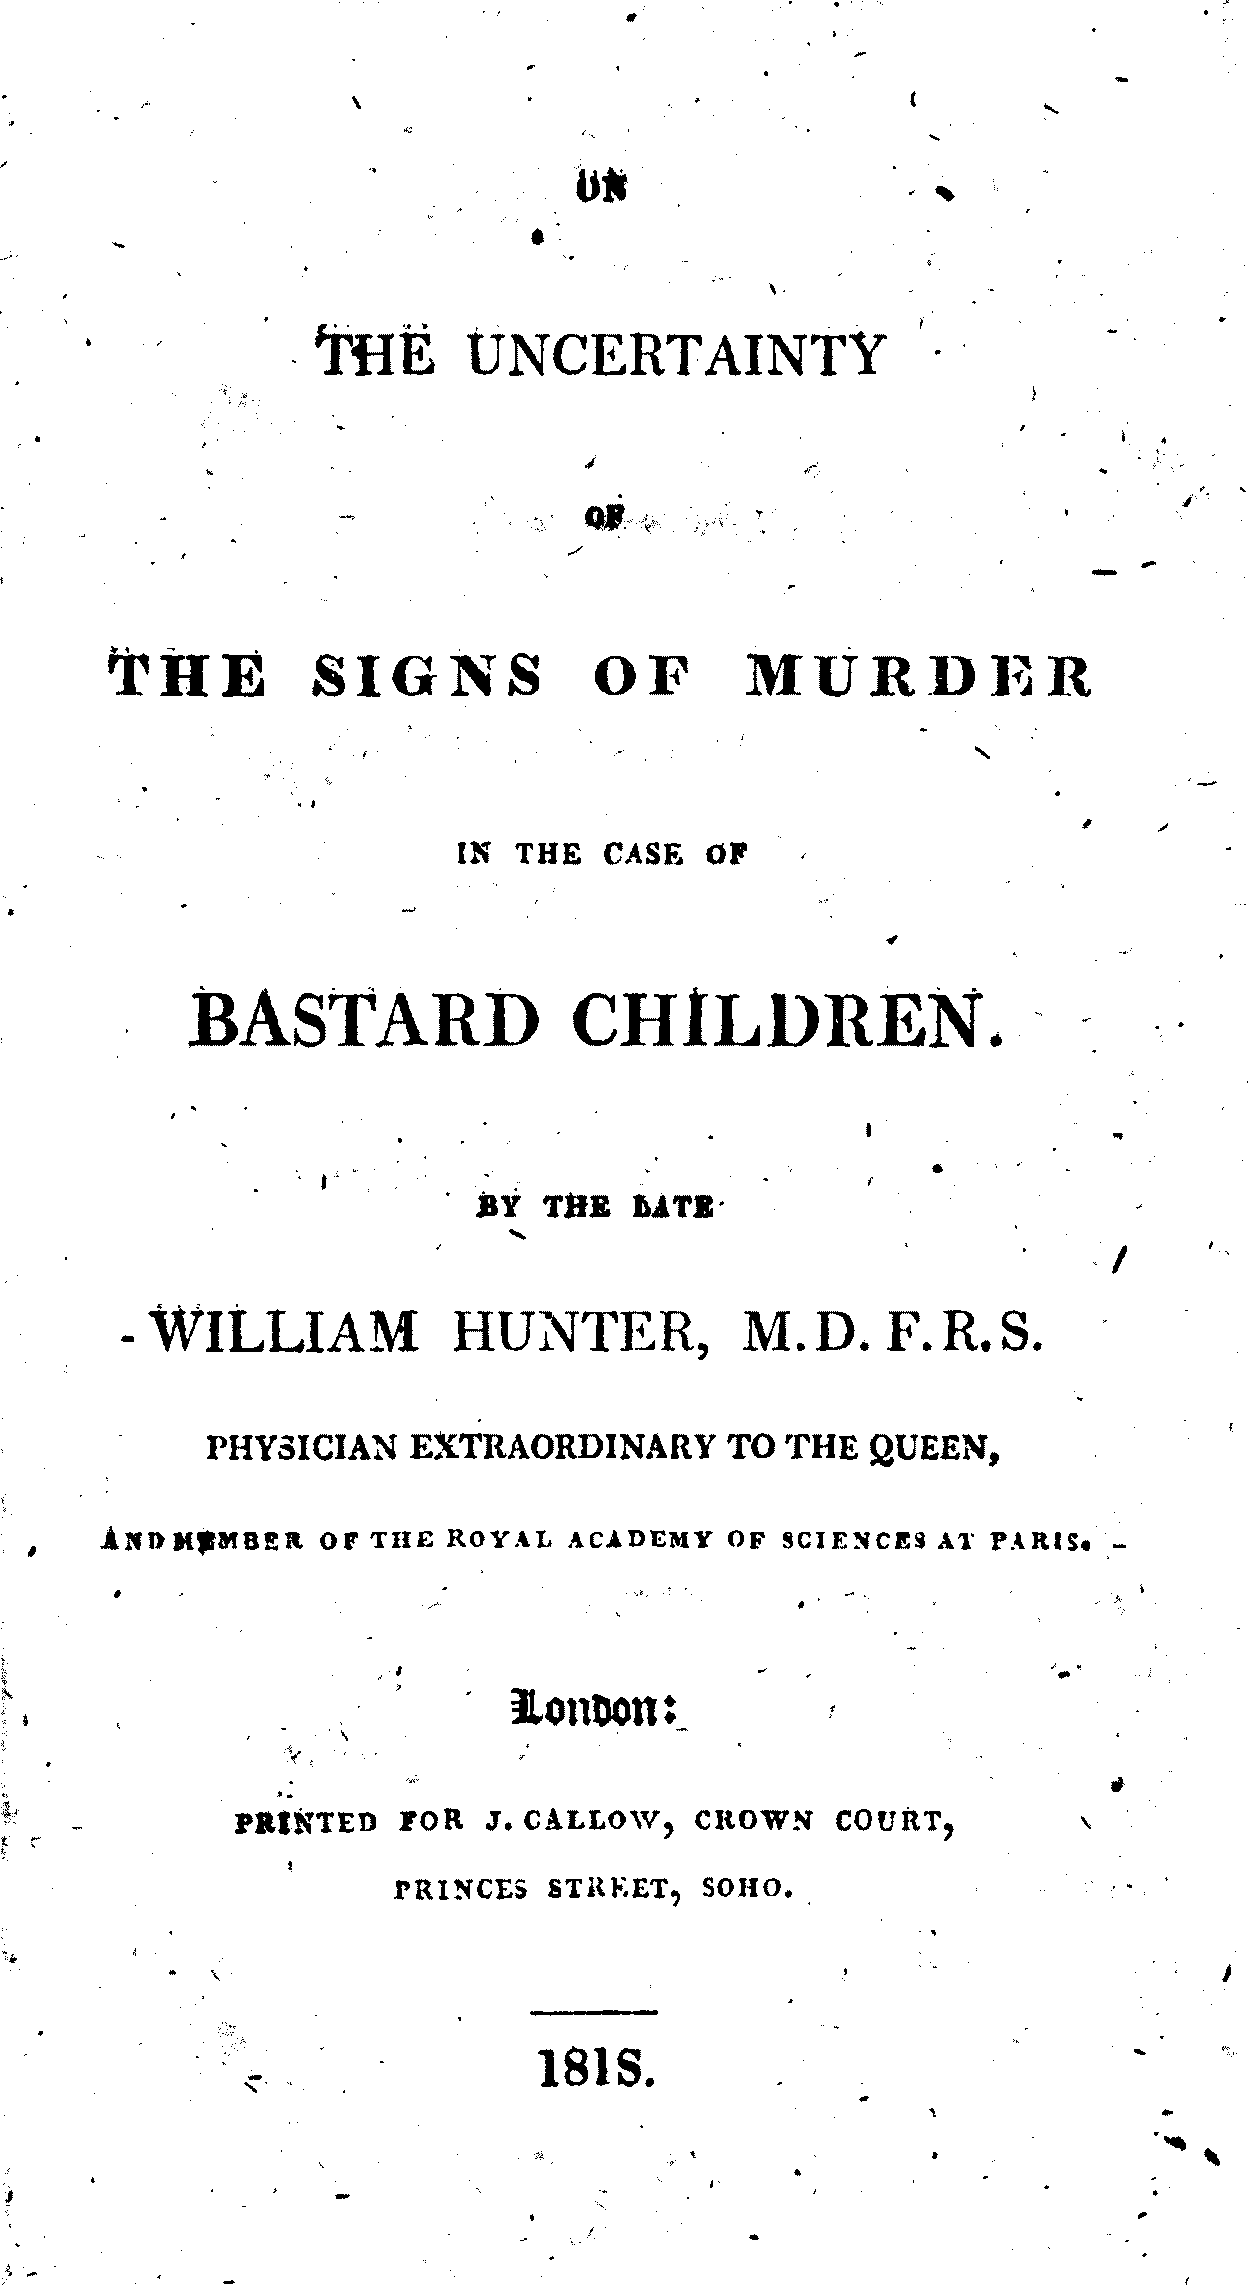 ON
THE UNCERTAINTY
OF
THE SIGNS OF MURDER
IN THE CASE OF
BASTARD CHILDREN.
BY THE LATE
WILLIAM HUNTER, M.D. F.R.S.
PHYSICIAN EXTRAORDINARY TO THE QUEEN,
AND MEMBER OF THE ROYAL ACADEMY OF SCIENCES AT PARIS.
London:
PRINTED FOR J. CALLOW, CROWN COURT,
PRINCES STREET, SOHO.
1818.